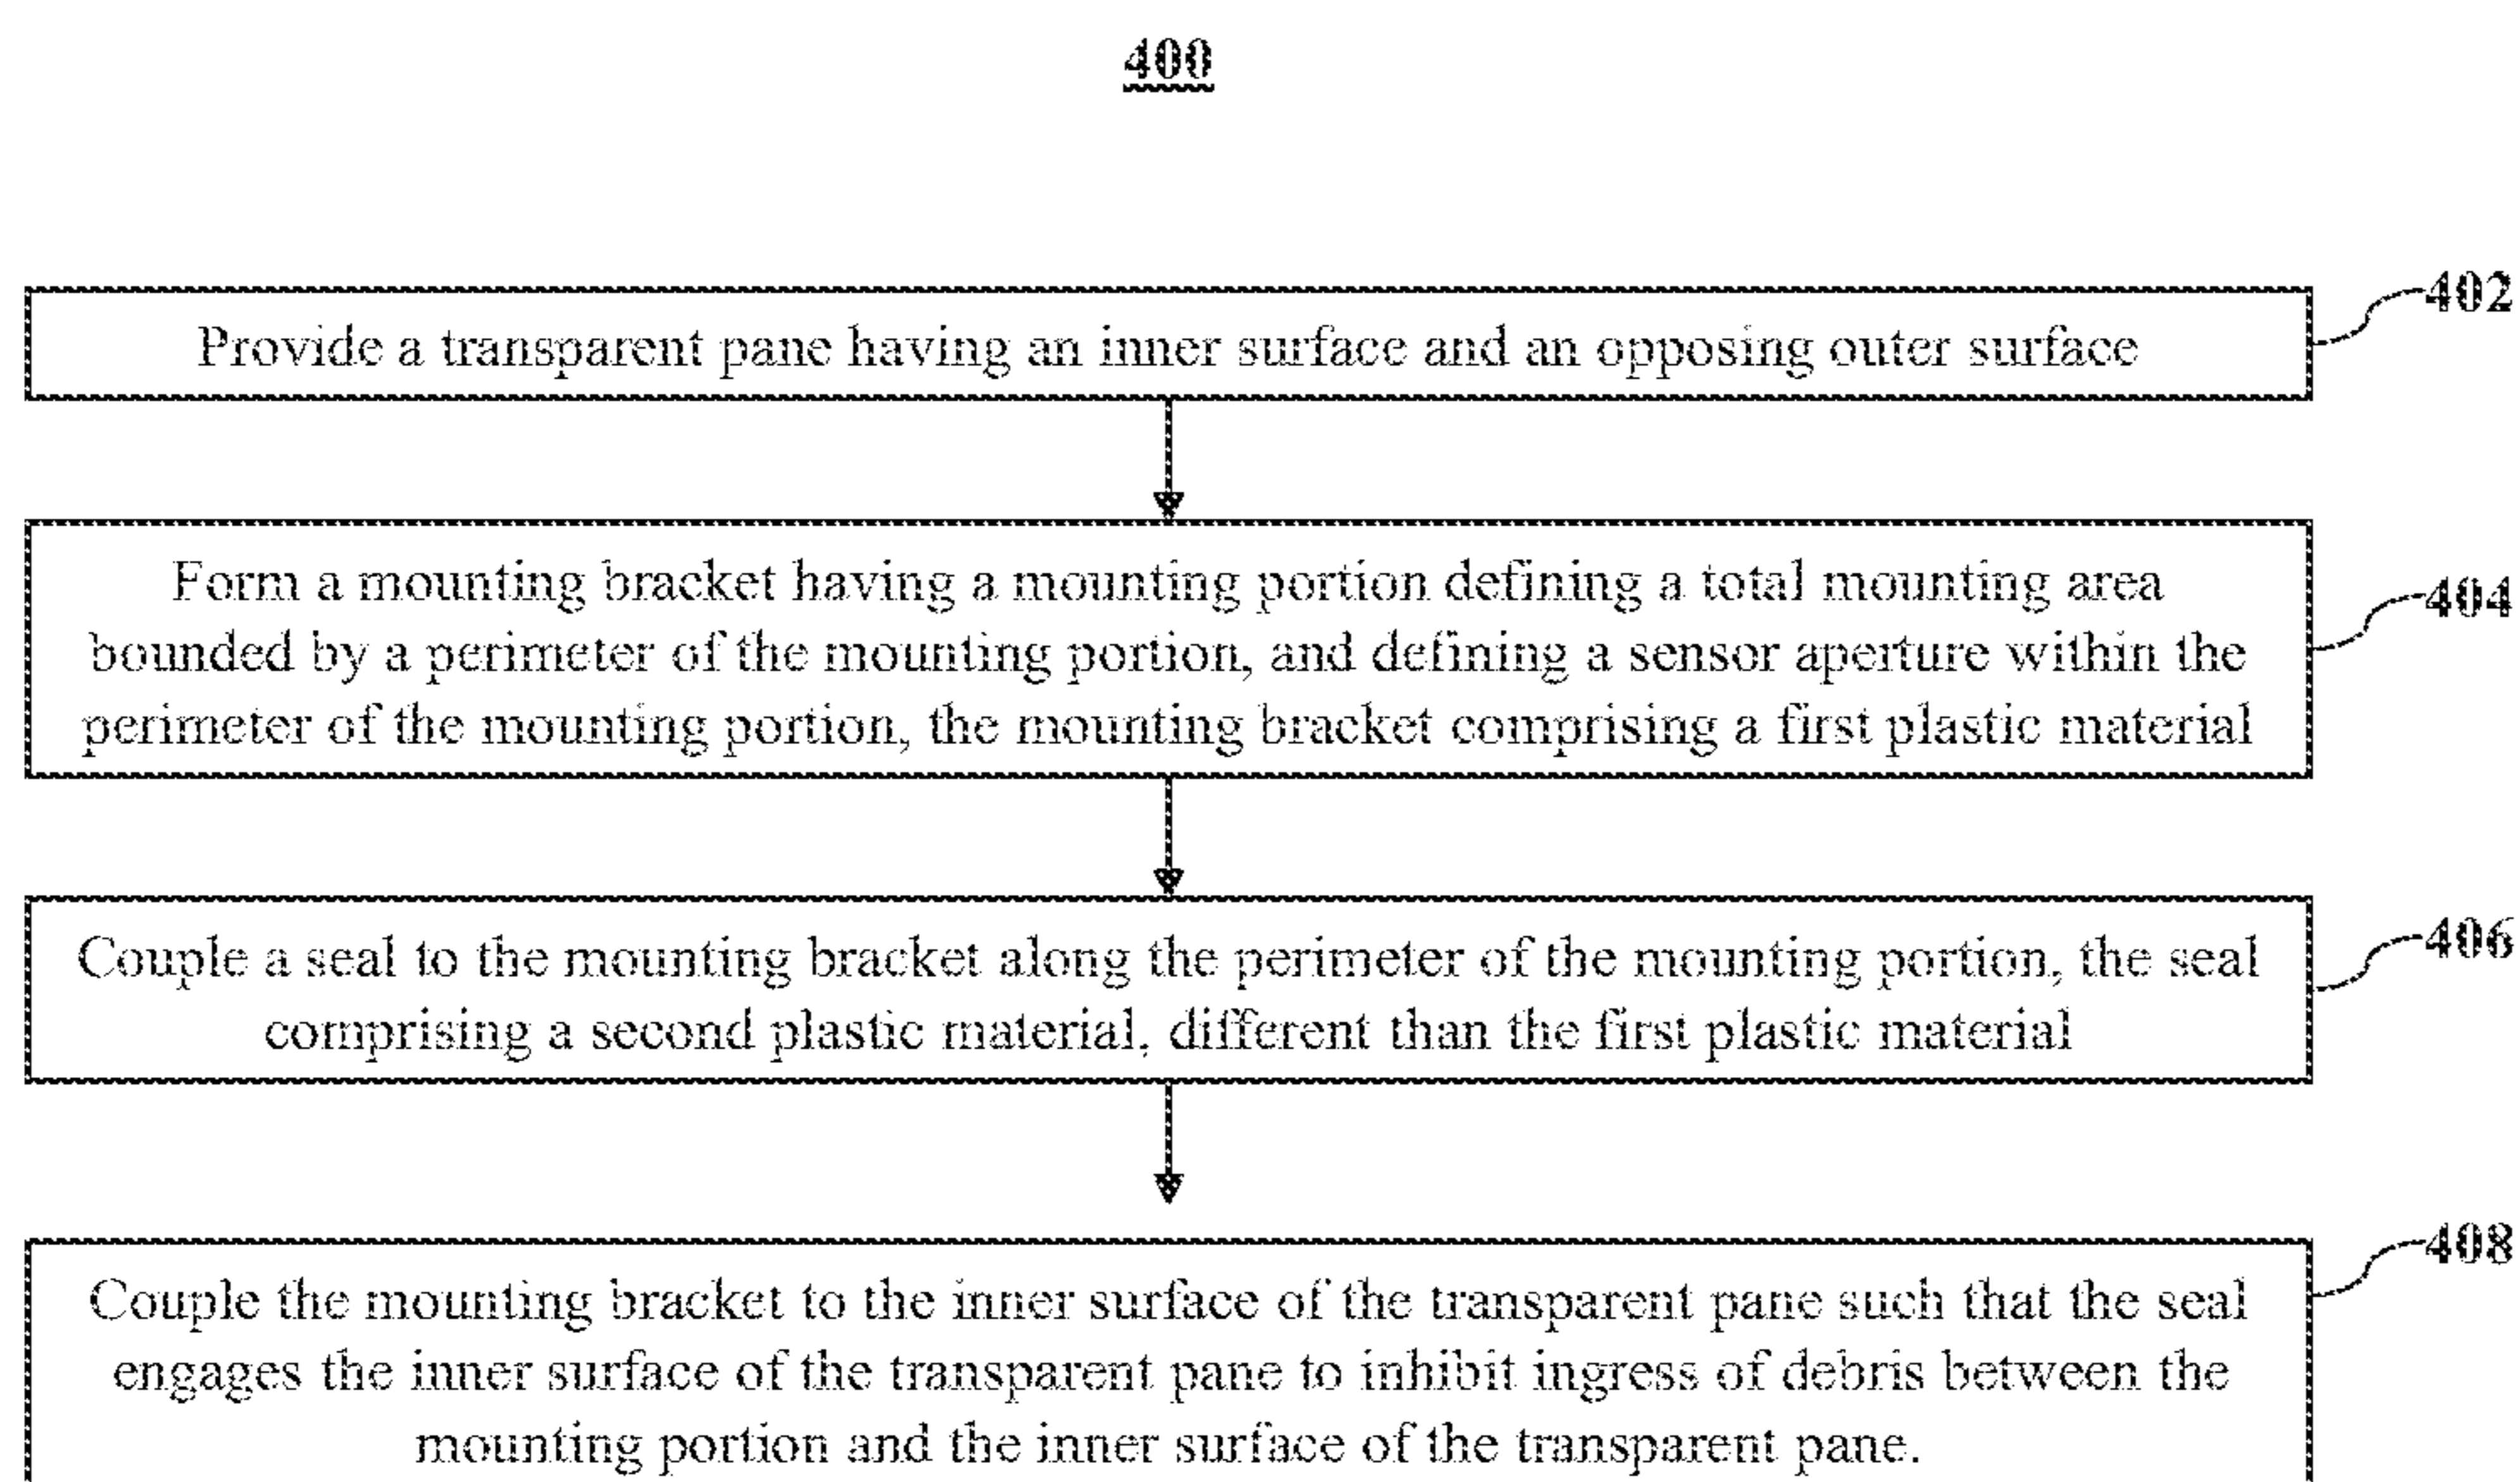 400
402
Provide a transparent pane having an inner surface and an opposing outer surface
404
Form a mounting bracket having a mounting portion defining a total mounting area
bounded by a perimeter of the mounting portion, and defining a sensor aperture within the
perimeter of the mounting portion, the mounting bracket comprising a first plastic material
406
Couple a seal to the mounting bracket along the perimeter of the mounting portion, the seal
comprising a second plastic material, different than the first plastic material
408
Couple the mounting bracket to the inner surface of the transparent pane such that the seal
engages the inner surface of the transparent pane to inhibit ingress of debris between the
mounting portion and the inner surface of the transparent pane.